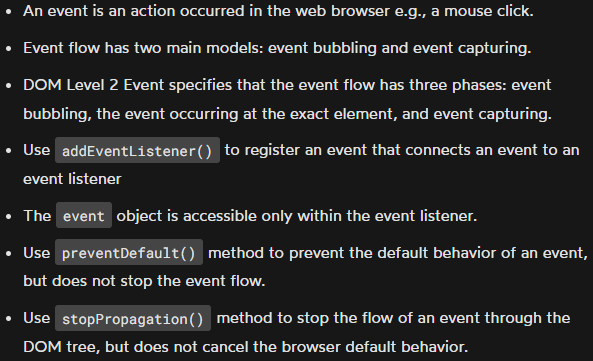 • An event is an action occurred in the web browser e.g., a mouse click.
• Event flow has two main models: event bubbling and event capturing.
• DOM Level 2 Event specifies that the event flow has three phases: event
bubbling, the event occurring at the exact element, and event capturing.
• Use addEventListener() to register an event that connects an event to an
event listener
• The event object is accessible only within the event listener.
• Use preventDefault() method to prevent the default behavior of an event,
but does not stop the event flow.
• Use stopPropagation() method to stop the flow of an event through the
DOM tree, but does not cancel the browser default behavior.